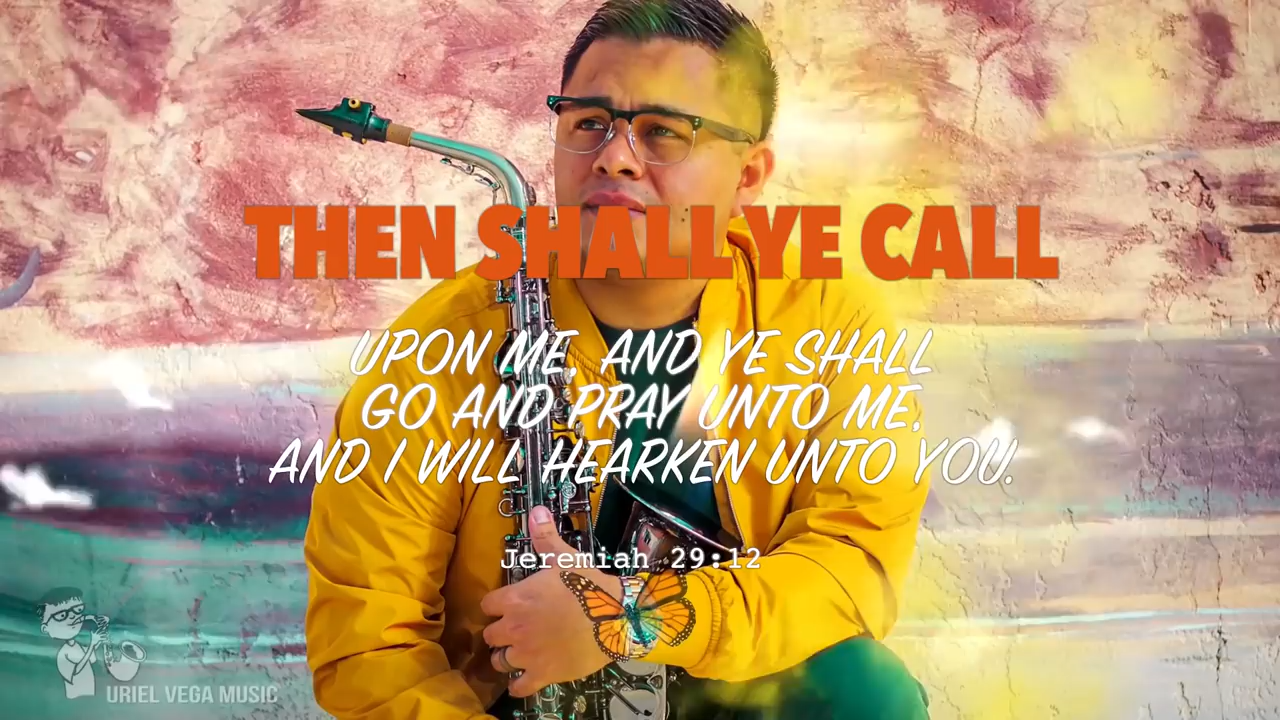 THEN SHALL YE CALL
UPON ME, AND YE SHALL
GO AND PRAY UNTO ME,
AND I WILL HEARKEN UNTO YOU.
Jeremiah 29:12
URIEL VEGA MUSIC